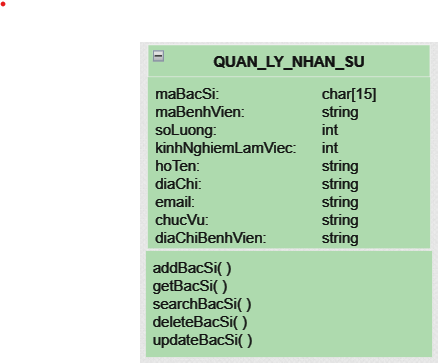 QUAN_LY_NHAN_SU
maBacSi: char[15]
maBenhVien: string
soLuong: int
kinhNghiemLamViec: int
hoTen: string
diaChi: string
email: string
chucVu: string
diaChiBenhVien: string
addBacSi( )
getBacSi( )
searchBacSi( )
deleteBacSi( )
updateBacSi( )